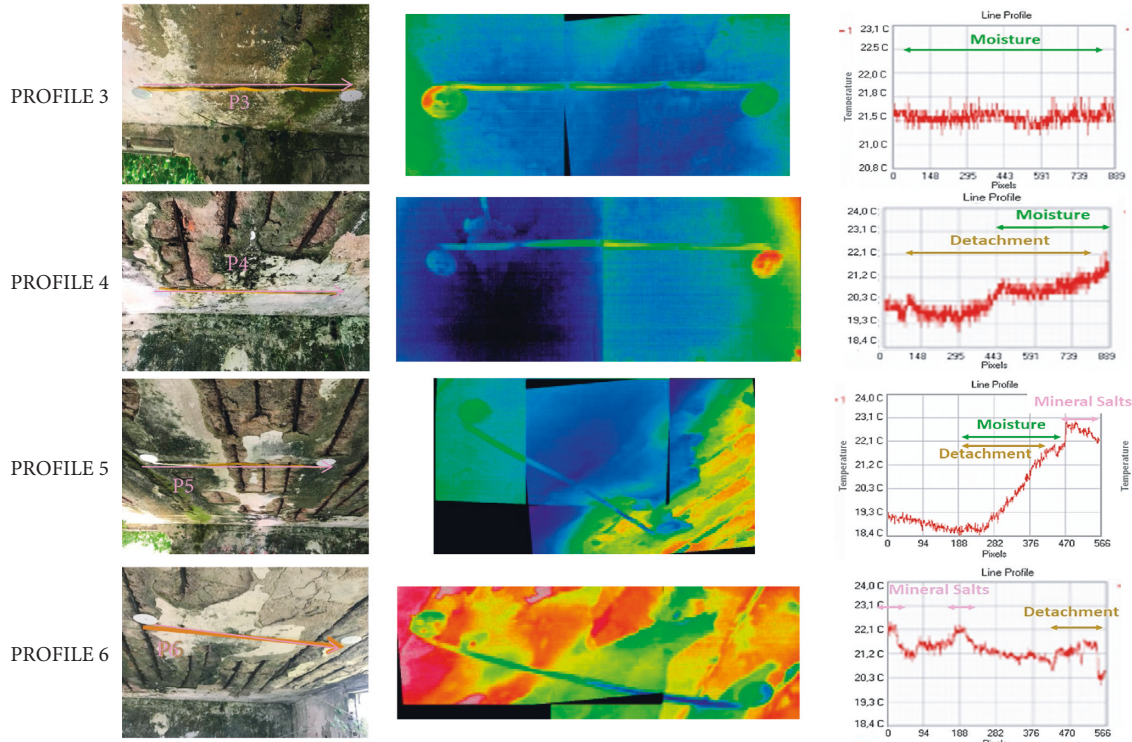 PROFILE 3
P3
Line Profile
1
23,1 C
22.5 C
22,0 C
21,8 C
21,5 C
21,0 C
20,8 C
Temperature
Moisture
0 148 295 443 591 739 889
Pixels
PROFILE 4
P4
Line Profile
24,0 C
23,1 C
22,1 C
21,2 C
20,3 C
19,3 C
18,4 C
Moisture
Detachment
0 148 295 443 591 739 889
Pixels
PROFILE 5
P5
Line Profile
1
24,0 C
23,1 C
22,1 C
21,2 C
20,3 C
19,3 C
18,4 C
Temperature
Mineral Salts
Moisture
Detachment
Temperature
0 94 188 282 376 470 566
Pixels
PROFILE 6
P6
Line Profile
24,0 C
23,1 C
22,1 C
21,2 C
20,3 C
19,3 C
18,4 C
Mineral Salts
Detachment
0 94 188 282 376 470 566
Pixels